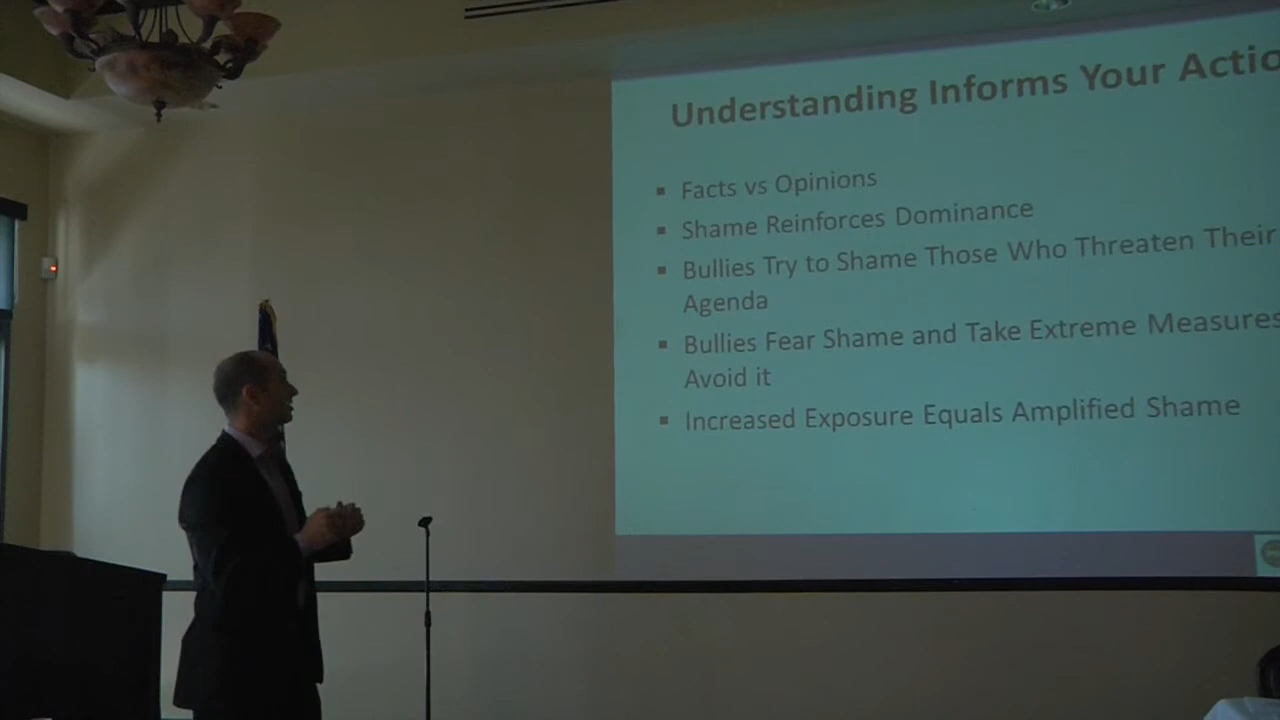 Understanding Informs Your Actio
Facts vs Opinions
Shame Reinforces Dominance
Bullies Try to Shame Those Who Threaten Their
Agenda
Bullies Fear Shame and Take Extreme Measures
Avoid it
Increased Exposure Equals Amplified Shame